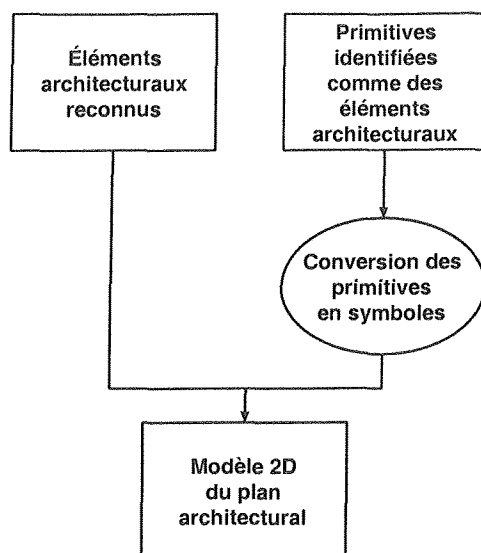 Éléments
architecturaux
reconnus
Primitives
identifiées
comme des
éléments
architecturaux
Conversion des
primitives
en symboles
Modèle 2D
du plan
architectural